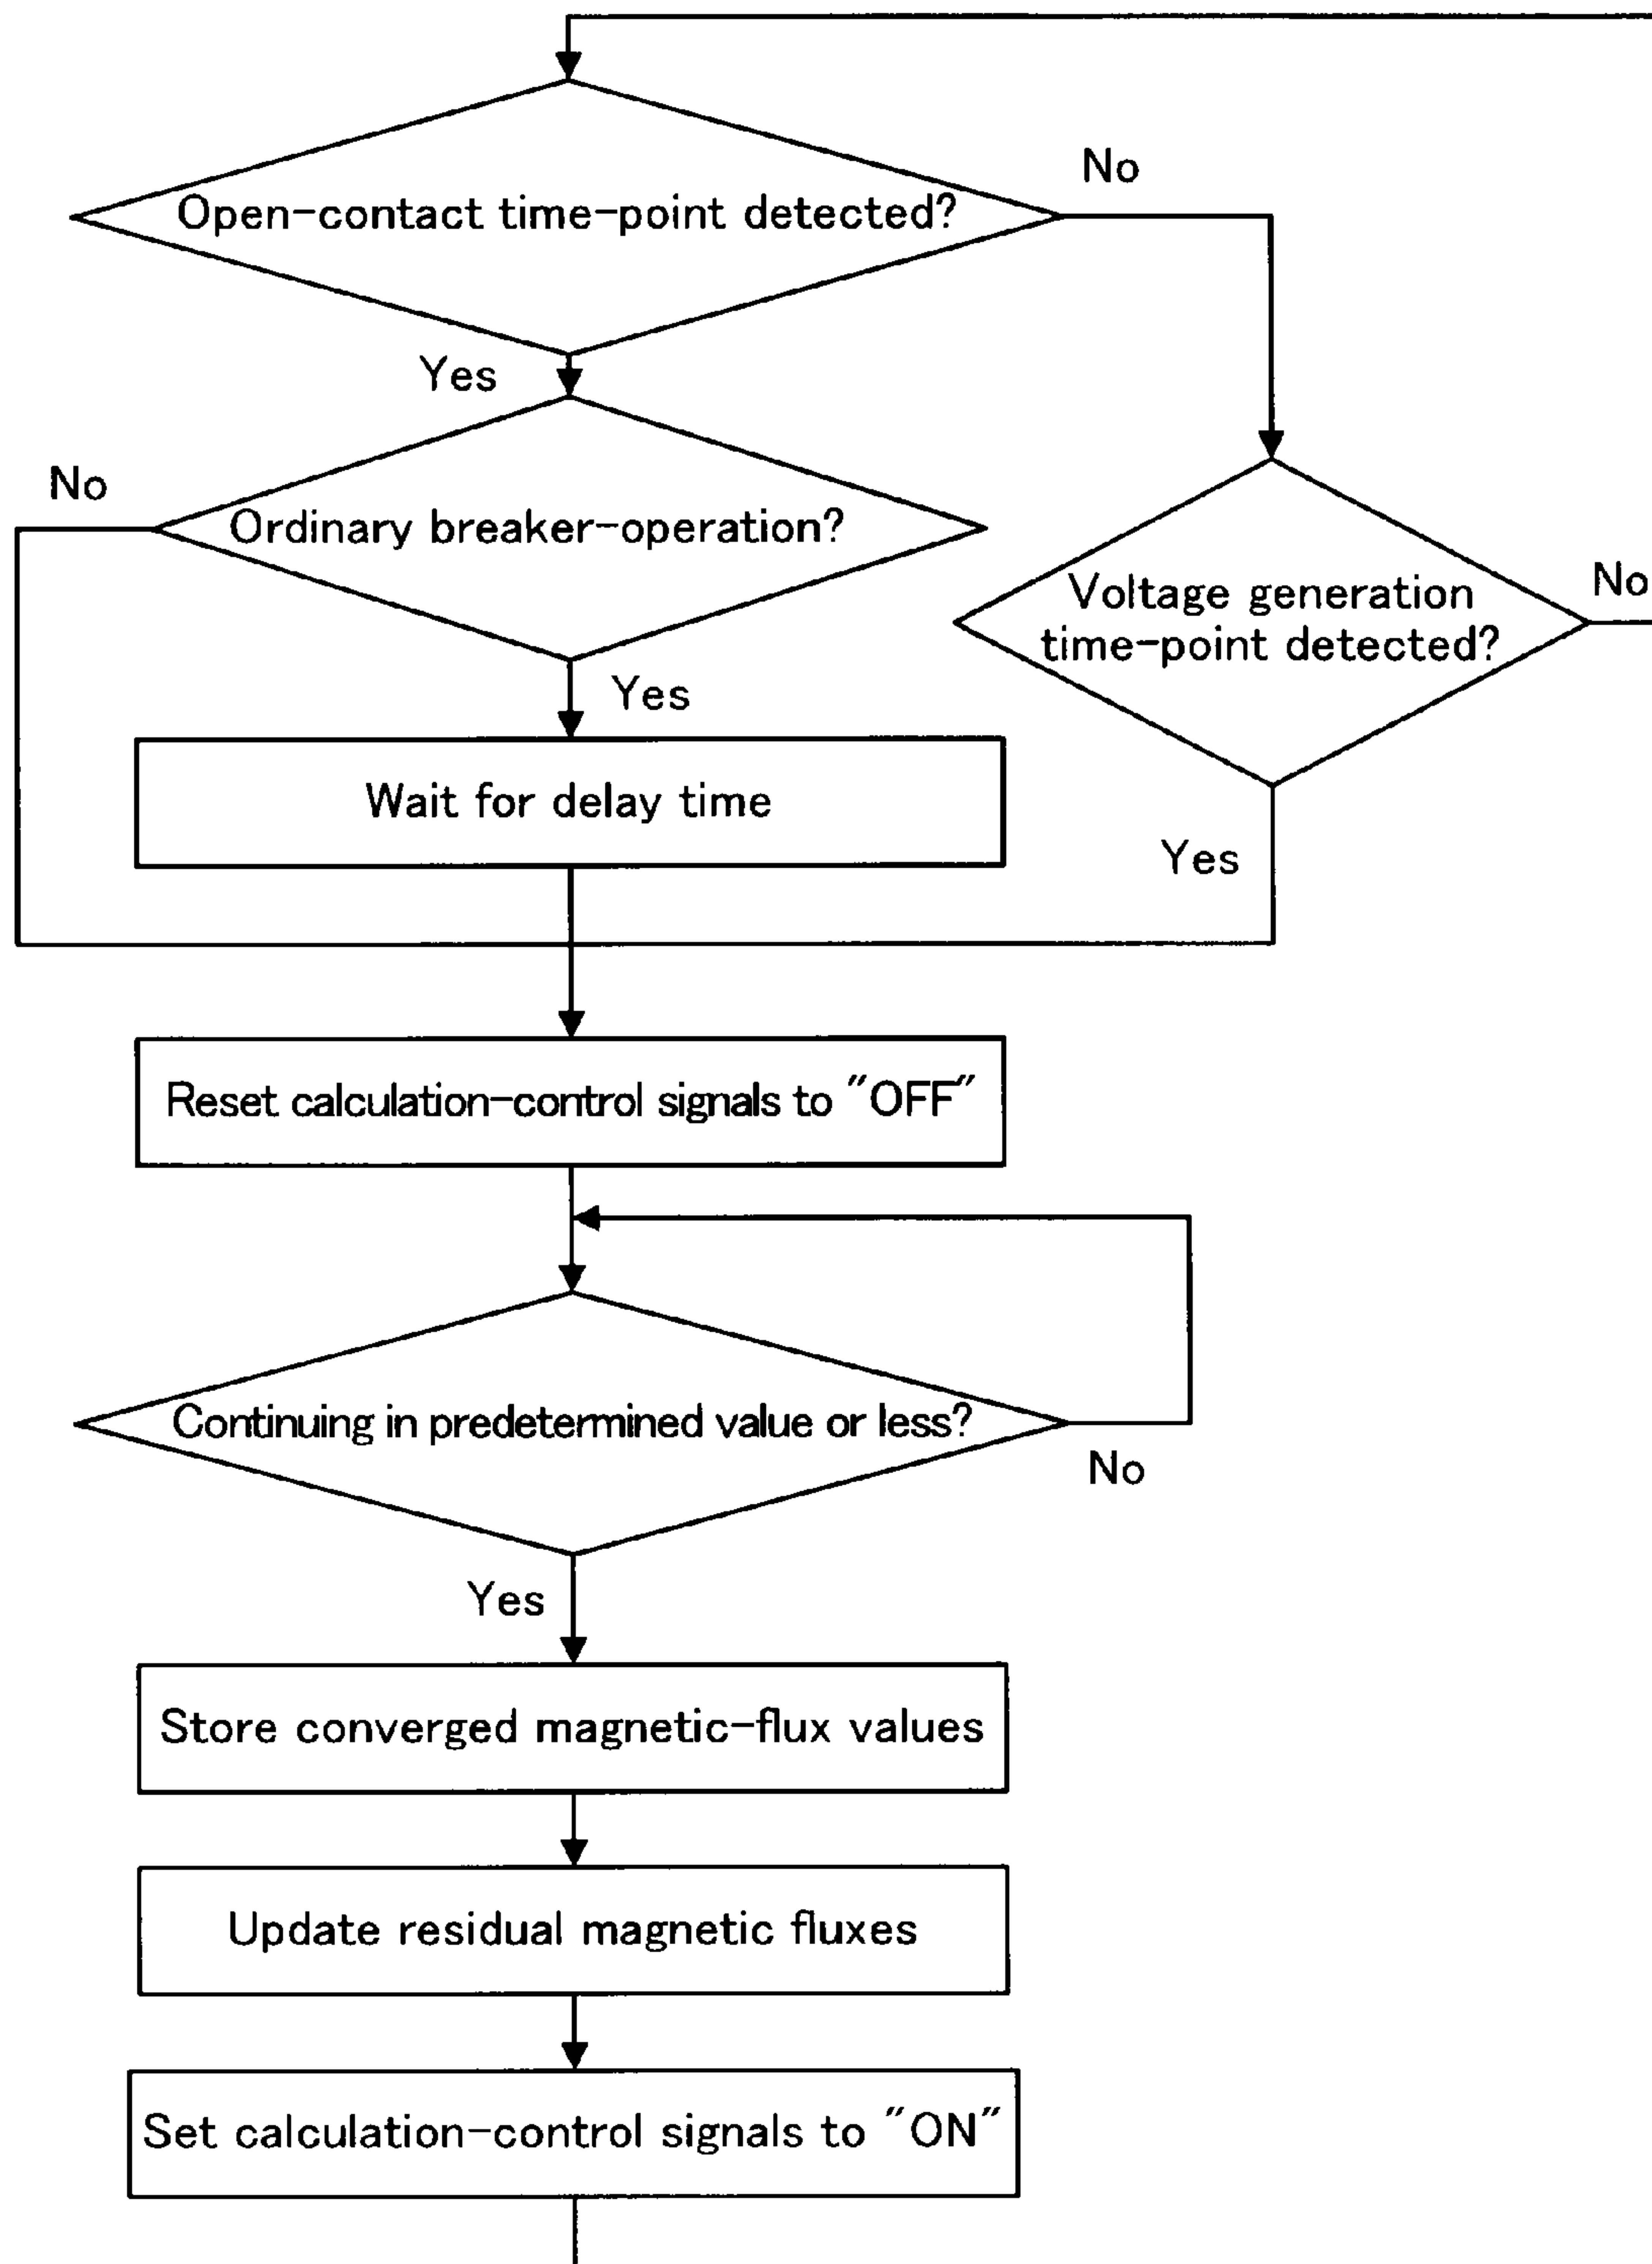 No
Open-contact time-point detected?
Yes
No
Ordinary breaker-operation?
Voltage generation
time-point detected?
No
Yes
Wait for delay time
Yes
Reset calculation-control signals to "OFF"
Continuing in predetermined value or less?
No
Yes
Store converged magnetic-flux values
Update residual magnetic fluxes
Set calculation-control signals to "ON"